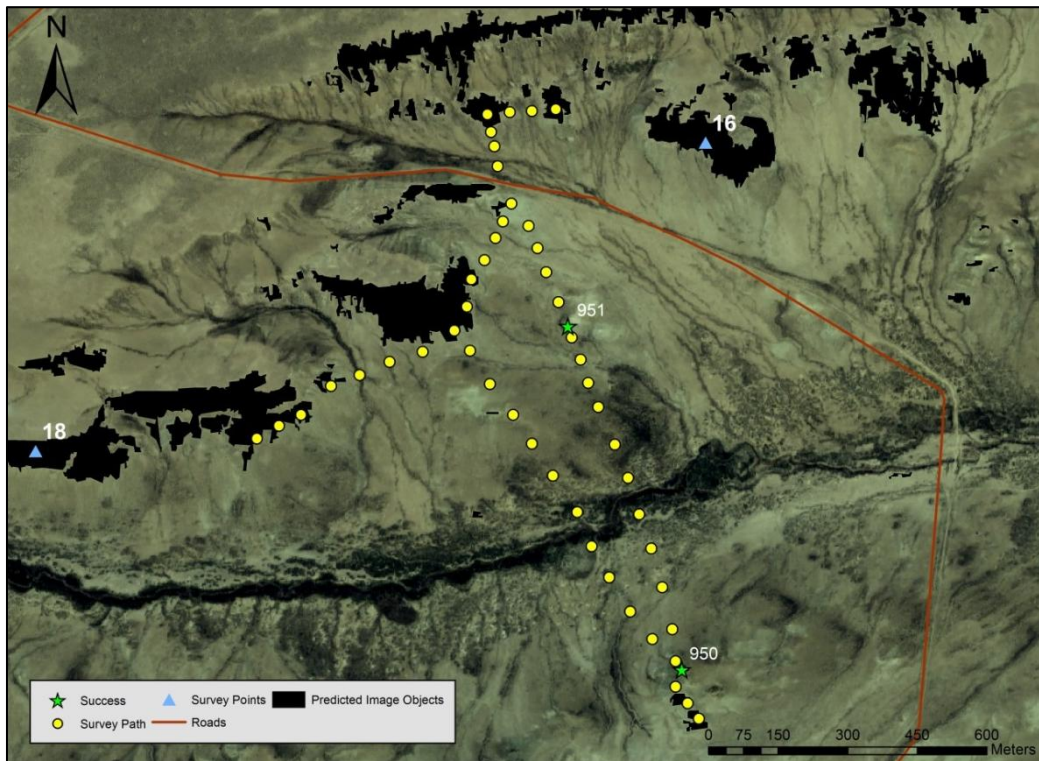 N
16
951
18
950
Success Survey Points Predicted Image Objects
Survey Path Roads
0 75 150 300 450 600
Meters